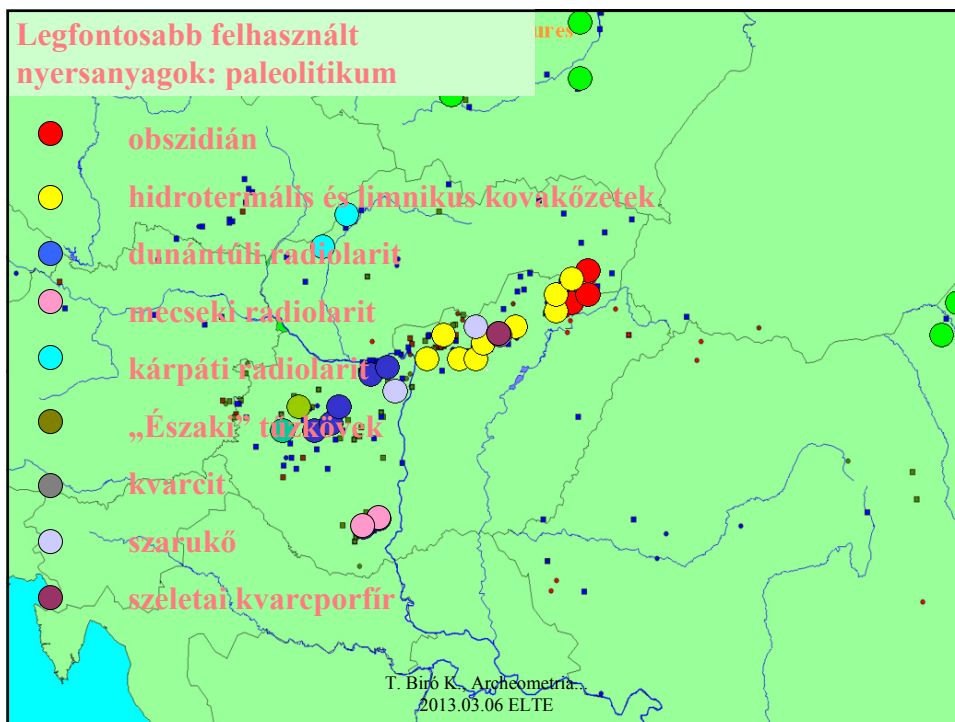 Legfontosabb felhasznált
nyersanyagok: paleolitikum
ures
obszidián
hidrotermális és limnikus kovakőzetek
dunántúli radiolarit
mecseki radiolarit
kárpáti radiolarit
„Északi” tűzkövek
kvarcit
szarukő
szeletai kvarcporfír
T. Biró K., Archeometria...
2013.03.06 ELTE